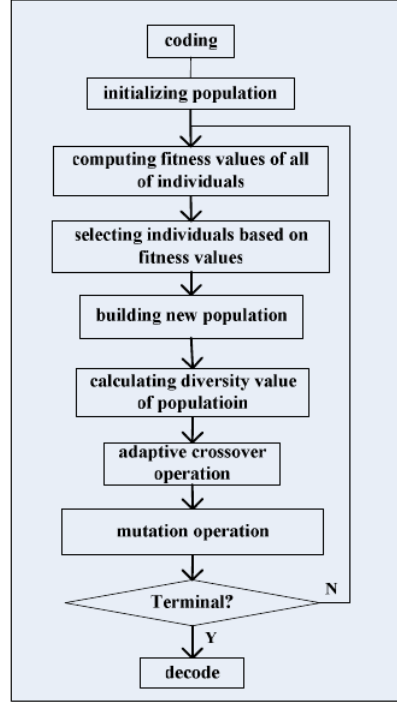 coding
initializing population
computing fitness values of all
of individuals
selecting individuals based on
fitness values
building new population
calculating diversity value
of populatioin
adaptive crossover
operation
mutation operation
Terminal?
N
Y
decode